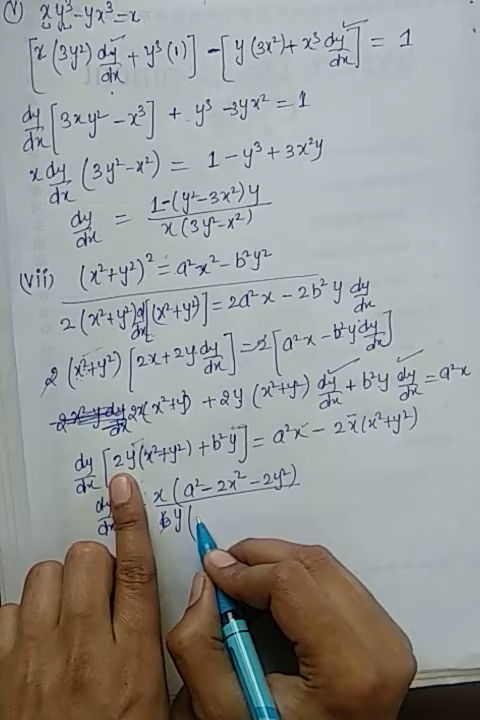 (V) xy³ - yx³ = x
[x(3y²) dy/dx + y³(1)] - [y(3x²) + x³ dy/dx] = 1
dy/dx [3xy² - x³] + y³ - 3yx² = 1
x dy/dx (3y² - x²) = 1 - y³ + 3x²y
dy/dx = 1-(y²-3x²)y / x(3y²-x²)
(vii) (x²+y²)² = a²x² - b²y²
2(x²+y²) d/dx [(x²+y²)] = 2a²x - 2b²y dy/dx
2(x²+y²) [2x + 2y dy/dx] = 2[a²x - b²y dy/dx]
2x(x²+y²) + 2y(x²+y²) dy/dx + b²y dy/dx = a²x
dy/dx [2y(x²+y²) + b²y] = a²x - 2x(x²+y²)
dy/dx = x(a² - 2x² - 2y²) / y(